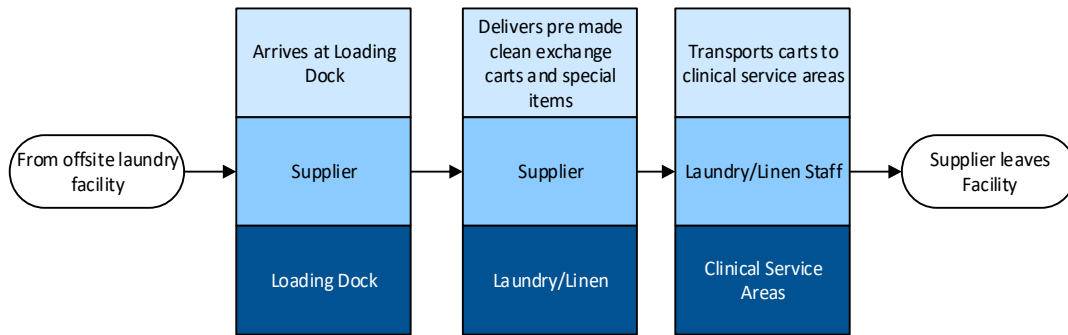 From offsite laundry
facility
Arrives at Loading
Dock
Supplier
Loading Dock
Delivers pre made
clean exchange
carts and special
items
Supplier
Laundry/Linen
Transports carts to
clinical service areas
Laundry/Linen Staff
Clinical Service
Areas
Supplier leaves
Facility